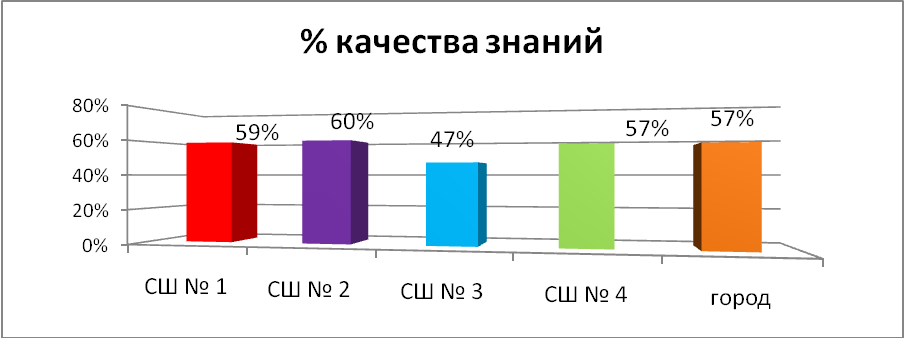 % качества знаний
80%
60%
40%
20%
0%
59%
60%
47%
57%
57%
СШ № 1
СШ № 2
СШ № 3
СШ № 4
город